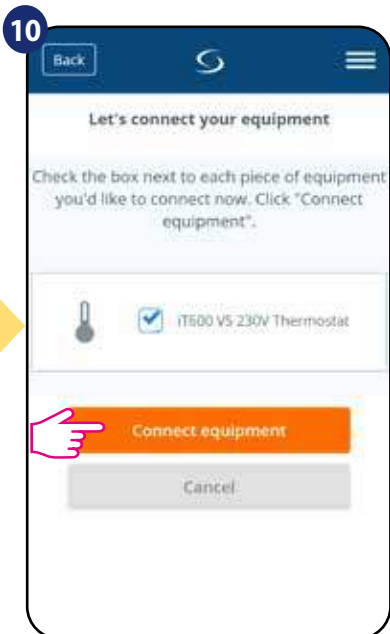 10
Back
Let's connect your equipment
Check the box next to each piece of equipment
you'd like to connect now. Click "Connect
equipment".
iT600 VS 230V Thermostat
Connect equipment
Cancel